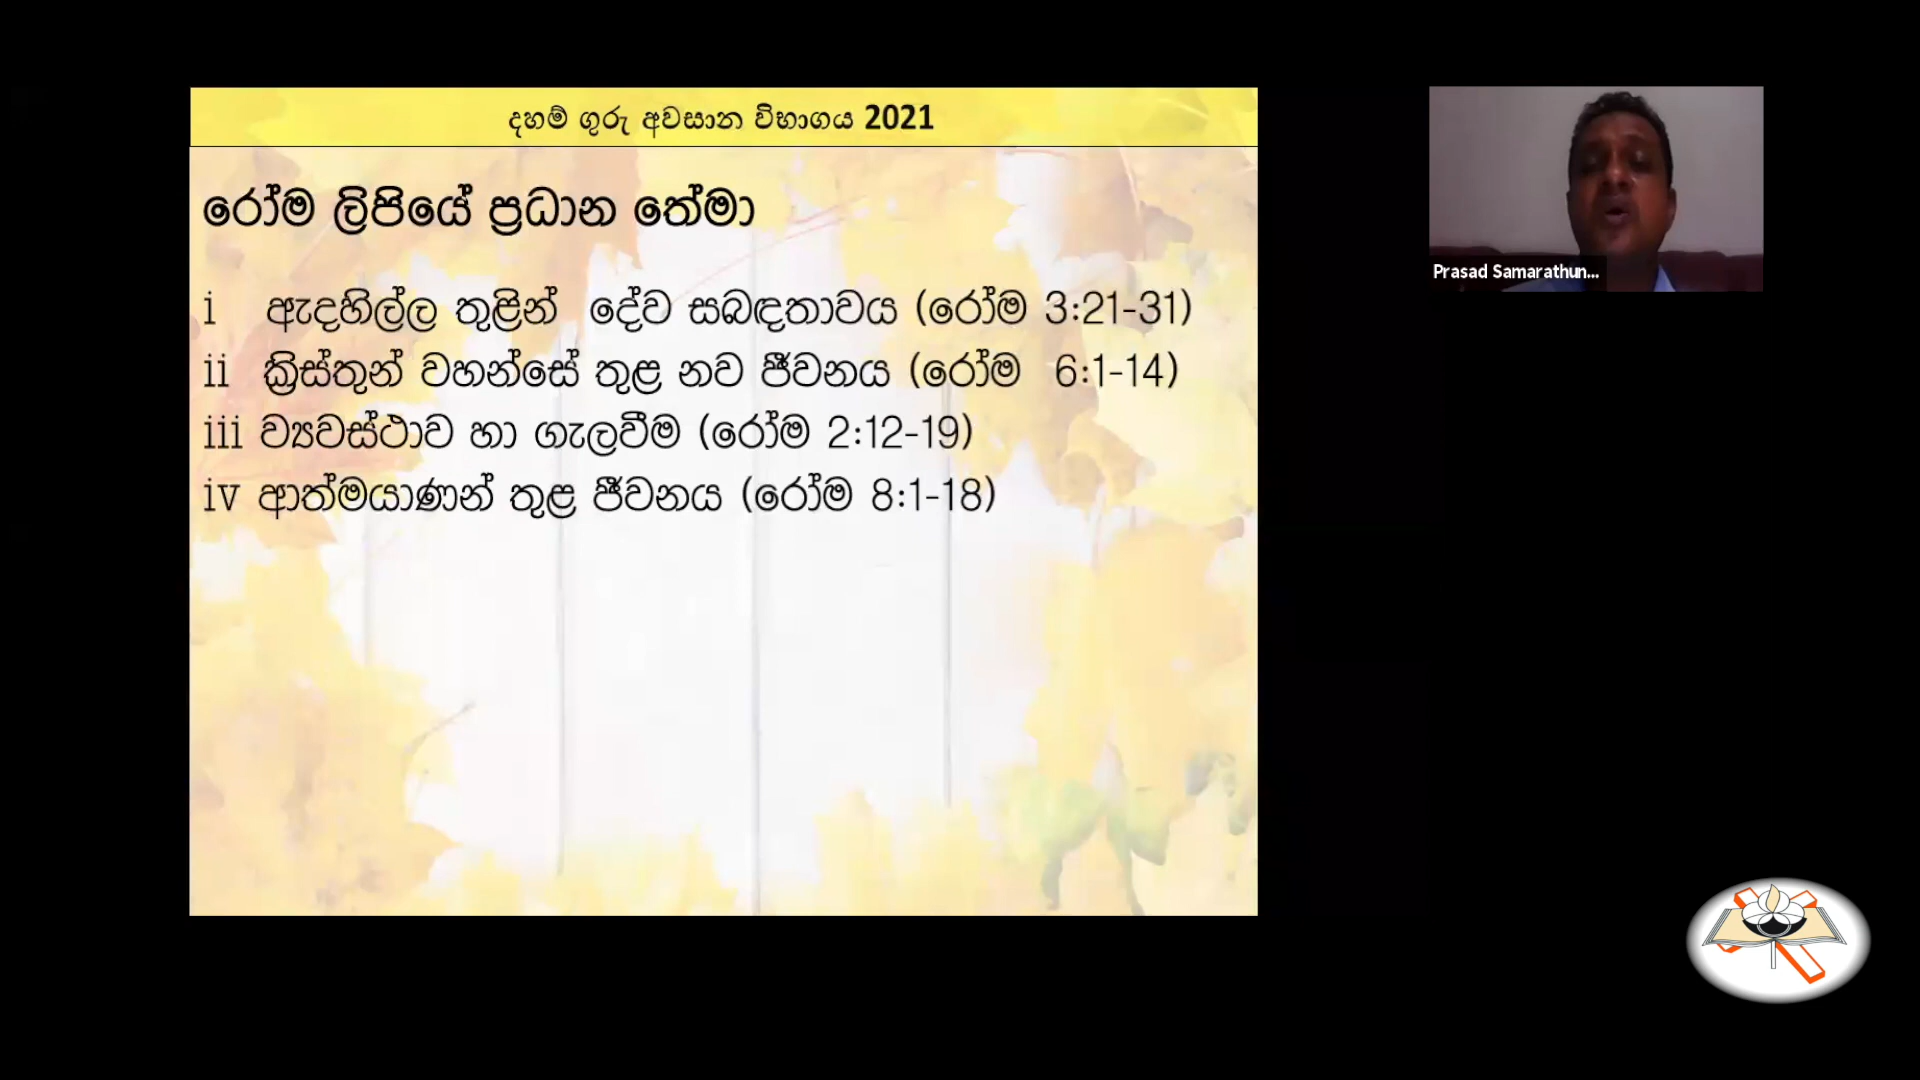 දහම් ගුරු අවසාන විභාගය 2021
රෝම ලිපියේ ප්‍රධාන තේමා
i ඇදහිල්ල තුළින් දේව සබඳතාවය (රෝම 3:21-31)
ii ක්‍රිස්තුන් වහන්සේ තුළ නව ජීවනය (රෝම 6:1-14)
iii ව්‍යවස්ථාව හා ගැලවීම (රෝම 2:12-19)
iv ආත්මයාණන් තුළ ජීවනය (රෝම 8:1-18)
Prasad Samarathun...